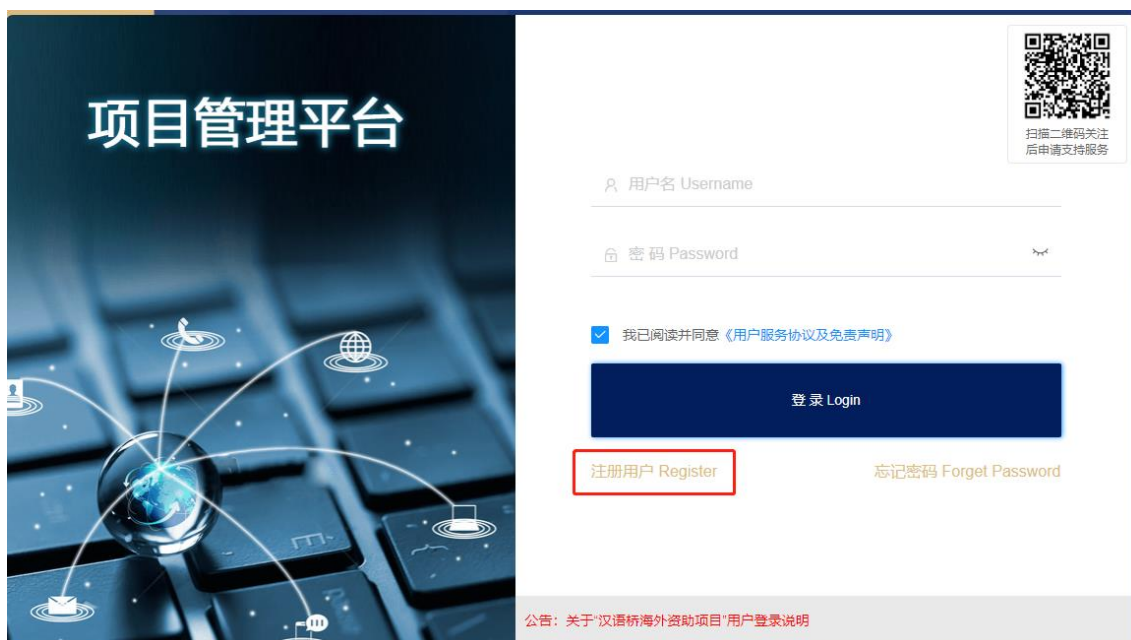 项目管理平台
扫描二维码关注
后申请支持服务
用户名 Username
密 码 Password
我已阅读并同意《用户服务协议及免责声明》
登 录 Login
注册用户 Register
忘记密码 Forget Password
公告：关于“汉语桥海外资助项目”用户登录说明